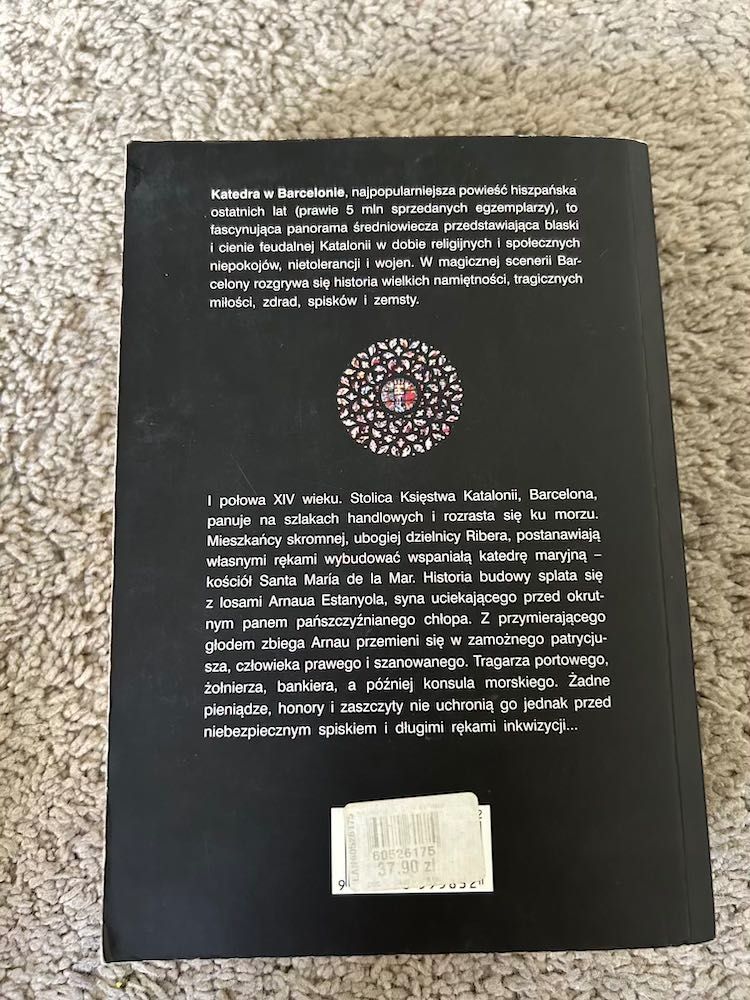 Katedra w Barcelonie, najpopularniejsza powieść hiszpańska
ostatnich lat (prawie 5 mln sprzedanych egzemplarzy), to
fascynująca panorama średniowiecza przedstawiająca blaski
i cienie feudalnej Katalonii w dobie religijnych i społecznych
niepokojów, nietolerancji i wojen. W magicznej scenerii Bar-
celony rozgrywa się historia wielkich namiętności, tragicznych
miłości, zdrad, spisków i zemsty.
I połowa XIV wieku. Stolica Księstwa Katalonii, Barcelona,
panuje na szlakach handlowych i rozrasta się ku morzu.
Mieszkańcy skromnej, ubogiej dzielnicy Ribera, postanawiają
własnymi rękami wybudować wspaniałą katedrę maryjną –
kościół Santa María de la Mar. Historia budowy splata się
z losami Arnaua Estanyola, syna uciekającego przed okrut-
nym panem pańszczyźnianego chłopa. Z przymierającego
głodem zbiega Arnau przemieni się w zamożnego patrycju-
sza, człowieka prawego i szanowanego. Tragarza portowego,
żołnierza, bankiera, a później konsula morskiego. Żadne
pieniądze, honory i zaszczyty nie uchronią go jednak przed
niebezpiecznym spiskiem i długimi rękami inkwizycji...
60526175
37.90 zł